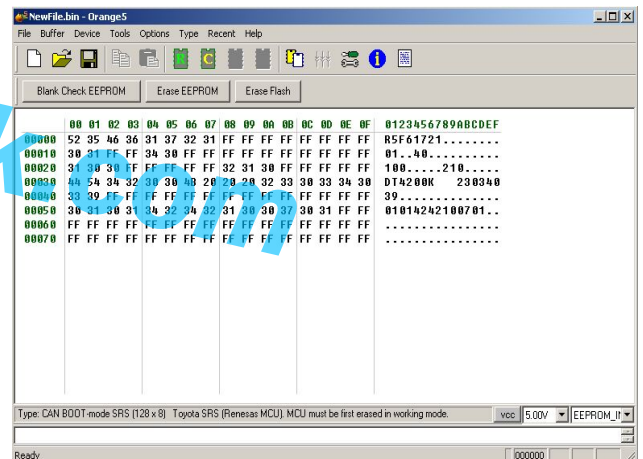 NewFile.bin - Orange5
File Buffer Device Tools Options Type Recent Help
Blank Check EEPROM Erase EEPROM Erase Flash
00 01 02 03 04 05 06 07 08 09 0A 0B 0C 0D 0E 0F 0123456789ABCDEF
00000 52 35 46 36 31 37 32 31 FF FF FF FF FF FF FF FF R5F61721........
00010 30 31 FF FF 34 30 FF FF FF FF FF FF FF FF FF FF 01..40..........
00020 31 30 30 FF FF FF FF FF 32 31 30 FF FF FF FF FF 100.....210.....
00030 44 54 34 32 30 30 4B 20 20 20 32 33 30 33 34 30 DT4200K   230340
00040 33 39 FF FF FF FF FF FF FF FF FF FF FF FF FF FF 39..............
00050 30 31 30 31 34 32 34 32 31 30 30 37 30 31 FF FF 01014242100701..
00060 FF FF FF FF FF FF FF FF FF FF FF FF FF FF FF FF ................
00070 FF FF FF FF FF FF FF FF FF FF FF FF FF FF FF FF ................
k.com
Type: CAN BOOT-mode SRS (128 x 8) Toyota SRS (Renesas MCU). MCU must be first erased in working mode. vcc 5.00V EEPROM_I
Ready 000000